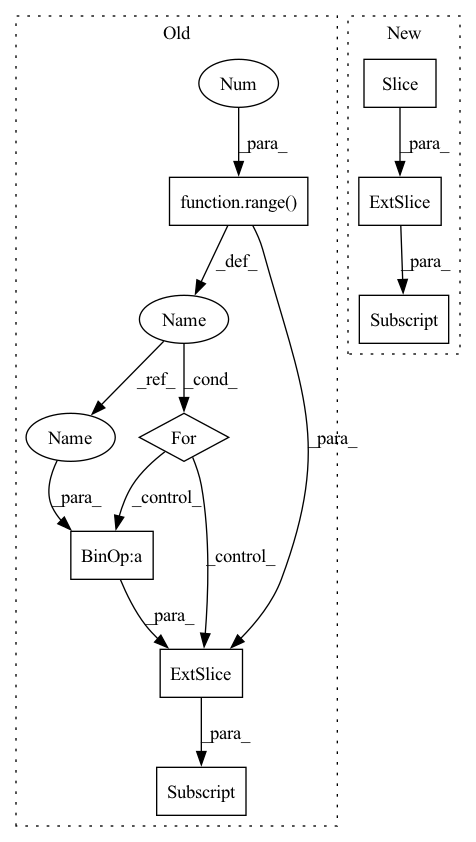 Old
New
Num
Slice
_para_
_para_
function.range()
ExtSlice
_def_
_para_
Name
Subscript
_ref_
_cond_
Name
For
_para_
_para_
_control_
_control_
BinOp:a
_para_
ExtSlice
_para_
Subscript